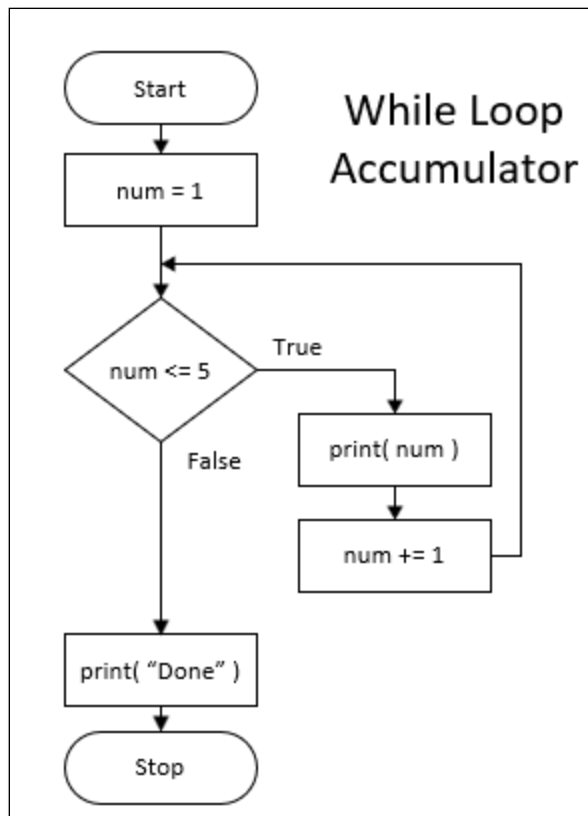 Start
While Loop
Accumulator
num = 1
num <= 5
True
print( num )
False
num += 1
print( “Done” )
Stop